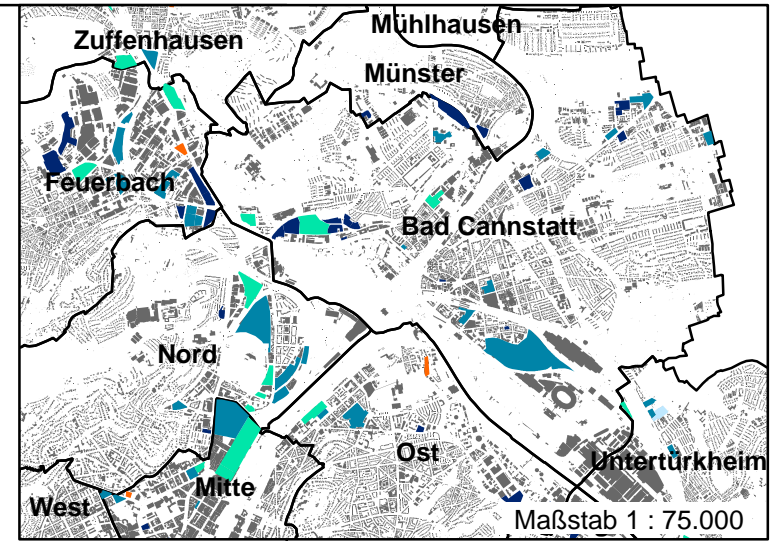 Zuffenhausen
Mühlhausen
Münster
Feuerbach
Bad Cannstatt
Nord
Ost
Untertürkheim
Mitte
West
Maßstab 1 : 75.000